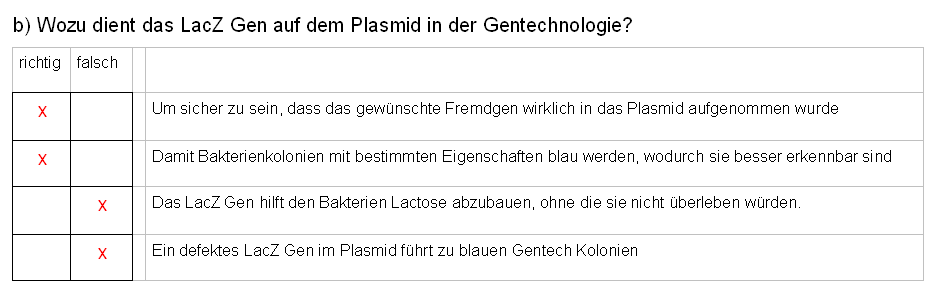 b) Wozu dient das LacZ Gen auf dem Plasmid in der Gentechnologie?
richtig falsch
X Um sicher zu sein, dass das gewünschte Fremdgen wirklich in das Plasmid aufgenommen wurde
X Damit Bakterienkolonien mit bestimmten Eigenschaften blau werden, wodurch sie besser erkennbar sind
X Das LacZ Gen hilft den Bakterien Lactose abzubauen, ohne die sie nicht überleben würden.
X Ein defektes LacZ Gen im Plasmid führt zu blauen Gentech Kolonien